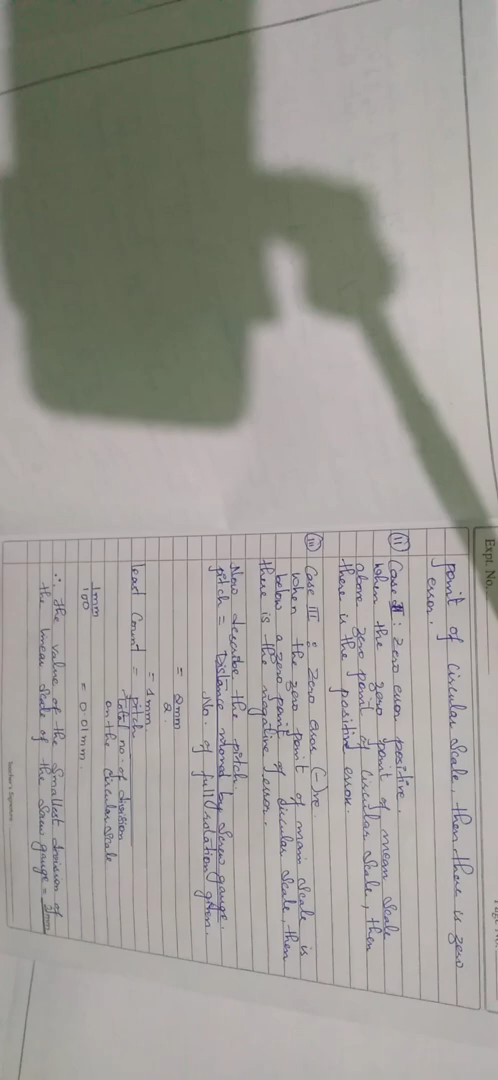 Expt. No.
point of circular Scale, then there is zero
error.
(II) Case II : Zero error positive.
when the zero point of mean Scale
above zero point of circular Scale, then
there is the positive error.
(III) Case III : Zero error (-)ve.
when the zero point of main Scale is
below a zero point of circular Scale, then
there is the negative error.
Now describe the pitch,
pitch = Distance moved by Screw gauge.
No. of full rotation given.
= 2mm
2.
= 1mm
least Count = pitch
Total no. of division
on the circular scale
1mm
100
= 0.01mm.
∴ The value of the Smallest division of
the mean Scale of the Screw gauge = 1mm
Teacher's Signature